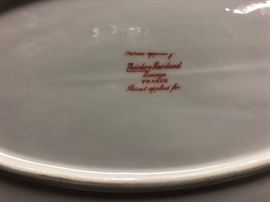 Theodore Haviland
Limoges
FRANCE
Patent applied for